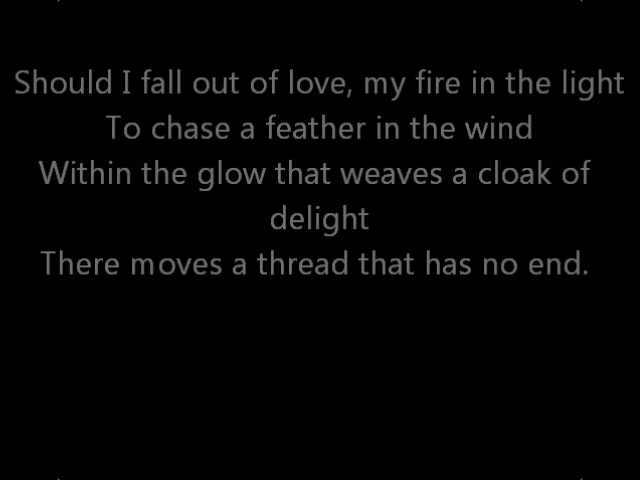 Should I fall out of love, my fire in the light
To chase a feather in the wind
Within the glow that weaves a cloak of
delight
There moves a thread that has no end.